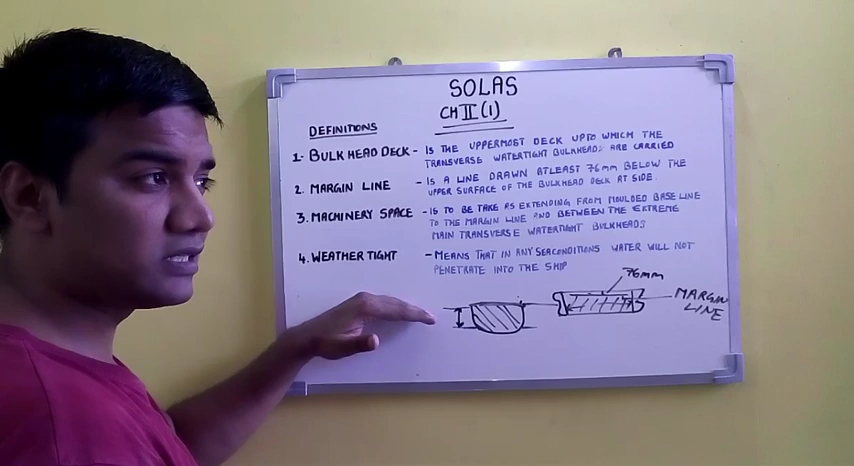 SOLAS
CH II (1)
DEFINITIONS
1. BULK HEAD DECK - IS THE UPPERMOST DECK UPTO WHICH THE
TRANSVERSE WATERTIGHT BULKHEADS ARE CARRIED
2. MARGIN LINE - IS A LINE DRAWN ATLEAST 76MM BELOW THE
UPPER SURFACE OF THE BULKHEAD DECK AT SIDE.
3. MACHINERY SPACE - IS TO BE TAKE AS EXTENDING FROM MOULDED BASE LINE
TO THE MARGIN LINE AND BETWEEN THE EXTREME
MAIN TRANSVERSE WATERTIGHT BULKHEADS
4. WEATHER TIGHT - MEANS THAT IN ANY SEACONDITIONS WATER WILL NOT
PENETRATE INTO THE SHIP
76mm
MARGIN
LINE